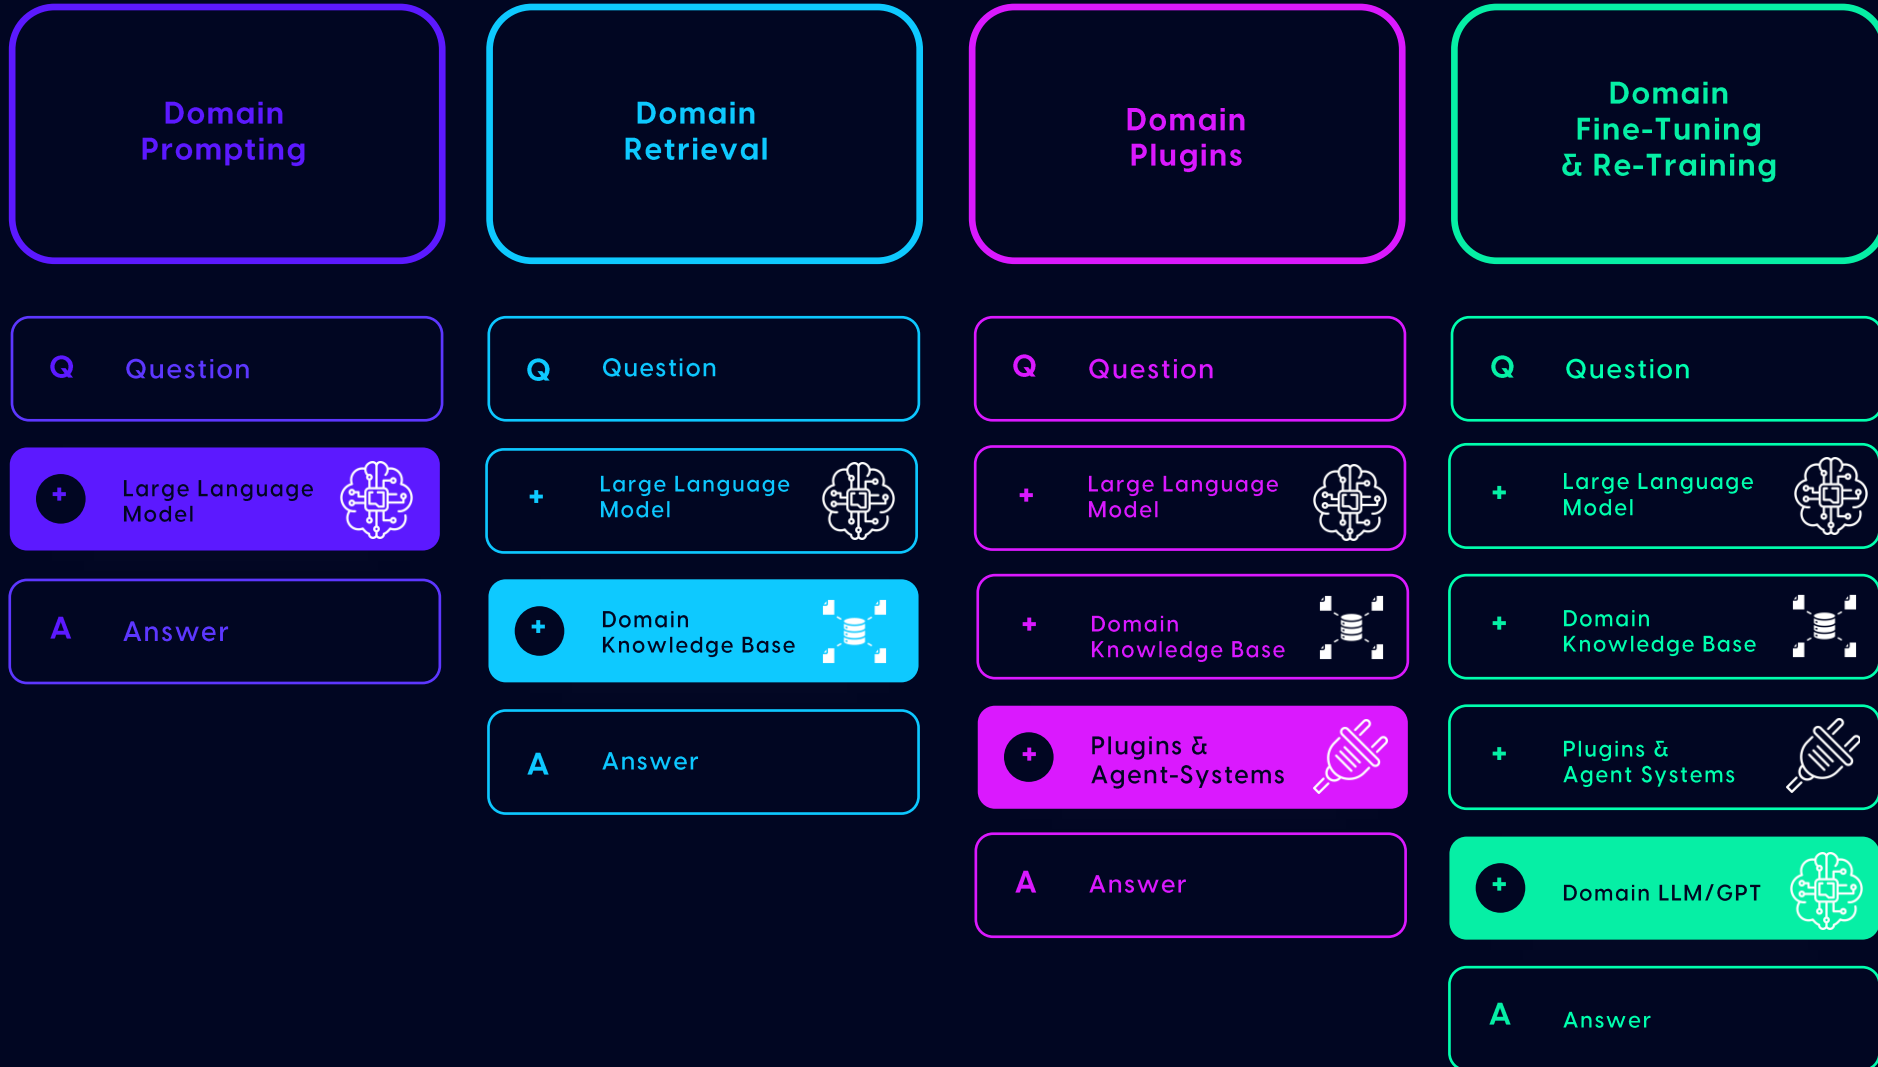 Domain
Prompting
Q Question
+ Large Language
Model
A Answer
Domain
Retrieval
Q Question
+ Large Language
Model
+ Domain
Knowledge Base
A Answer
Domain
Plugins
Q Question
+ Large Language
Model
+ Domain
Knowledge Base
+ Plugins &
Agent-Systems
A Answer
Domain
Fine-Tuning
& Re-Training
Q Question
+ Large Language
Model
+ Domain
Knowledge Base
+ Plugins &
Agent Systems
+ Domain LLM/GPT
A Answer